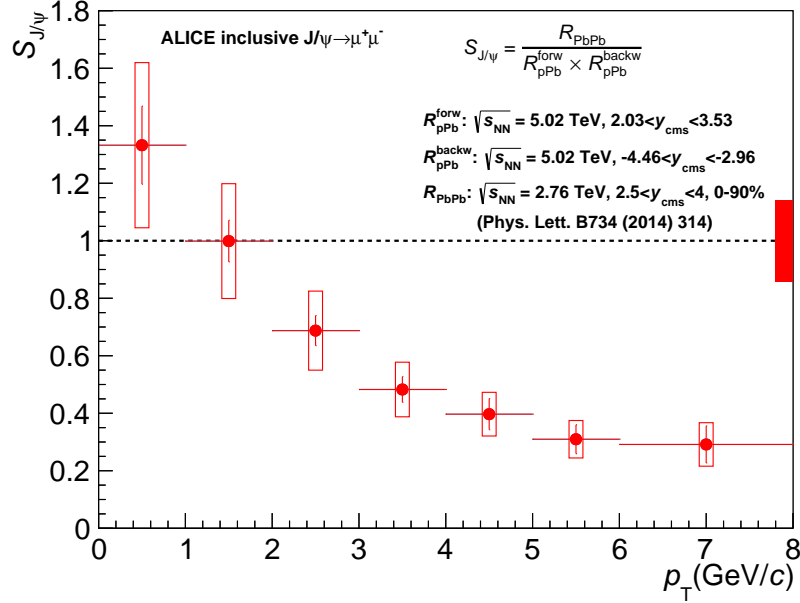 S_J/ψ
ALICE inclusive J/ψ→μ⁺μ⁻
S_J/ψ = R_PbPb / (R_pPb^forw × R_pPb^backw)
R_pPb^forw: √s_NN = 5.02 TeV, 2.03<y_cms<3.53
R_pPb^backw: √s_NN = 5.02 TeV, -4.46<y_cms<-2.96
R_PbPb: √s_NN = 2.76 TeV, 2.5<y_cms<4, 0-90%
(Phys. Lett. B734 (2014) 314)
1.8
1.6
1.4
1.2
1
0.8
0.6
0.4
0.2
0
0 1 2 3 4 5 6 7 8
p_T(GeV/c)